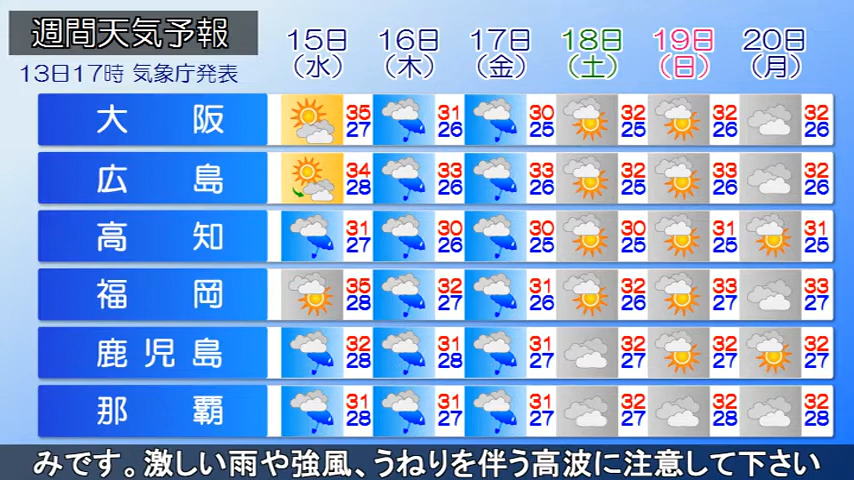 週間天気予報
13日17時 気象庁発表
15日 16日 17日 18日 19日 20日
(水) (木) (金) (土) (日) (月)
大阪 35 31 30 32 32 32
27 26 25 25 26 26
広島 34 33 33 32 33 32
28 26 26 25 26 26
高知 31 30 30 30 31 31
27 26 25 25 25 25
福岡 35 32 31 32 33 33
28 27 26 26 27 27
鹿児島 32 31 31 32 32 32
28 28 27 27 27 27
那覇 31 31 31 32 32 32
28 27 27 27 28 28
みです。激しい雨や強風、うねりを伴う高波に注意して下さい